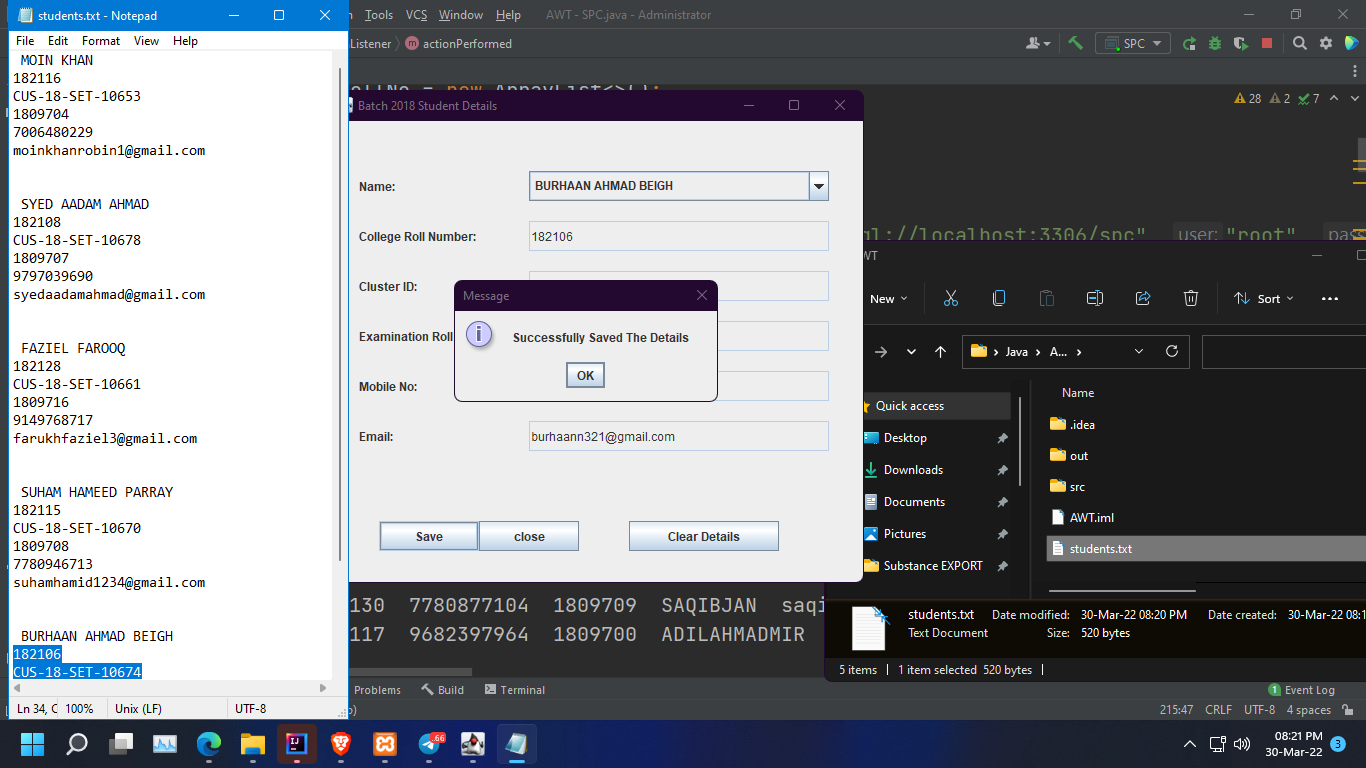 students.txt - Notepad
File Edit Format View Help
MOIN KHAN
182116
CUS-18-SET-10653
1809704
7006480229
moinkhanrobin1@gmail.com
SYED AADAM AHMAD
182108
CUS-18-SET-10678
1809707
9797039690
syedaadamahmad@gmail.com
FAZIEL FAROOQ
182128
CUS-18-SET-10661
1809716
9149768717
farukhfaziel3@gmail.com
SUHAM HAMEED PARRAY
182115
CUS-18-SET-10670
1809708
7780946713
suhamhamid1234@gmail.com
BURHAAN AHMAD BEIGH
182106
CUS-18-SET-10674
Ln 34, C 100% Unix (LF) UTF-8
Tools VCS Window Help AWT - SPC.java - Administrator
Listener actionPerformed
SPC
28 2 7
= new ArrayList<>();
Batch 2018 Student Details
Name: BURHAAN AHMAD BEIGH
College Roll Number: 182106
Cluster ID:
Examination Roll
Mobile No:
Email: burhaann321@gmail.com
Save close Clear Details
Message
Successfully Saved The Details
OK
://localhost:3306/spc" user: "root" pass
WT
New Sort
Java A...
Name
Quick access
Desktop
Downloads
Documents
Pictures
Substance EXPORT
.idea
out
src
AWT.iml
students.txt
students.txt Date modified: 30-Mar-22 08:20 PM Date created: 30-Mar-22 08:1
Text Document Size: 520 bytes
5 items 1 item selected 520 bytes
130 7780877104 1809709 SAQIBJAN saqi
117 9682397964 1809700 ADILAHMADMIR
Problems Build Terminal
1 Event Log
215:47 CRLF UTF-8 4 spaces
.66
08:21 PM
30-Mar-22
3